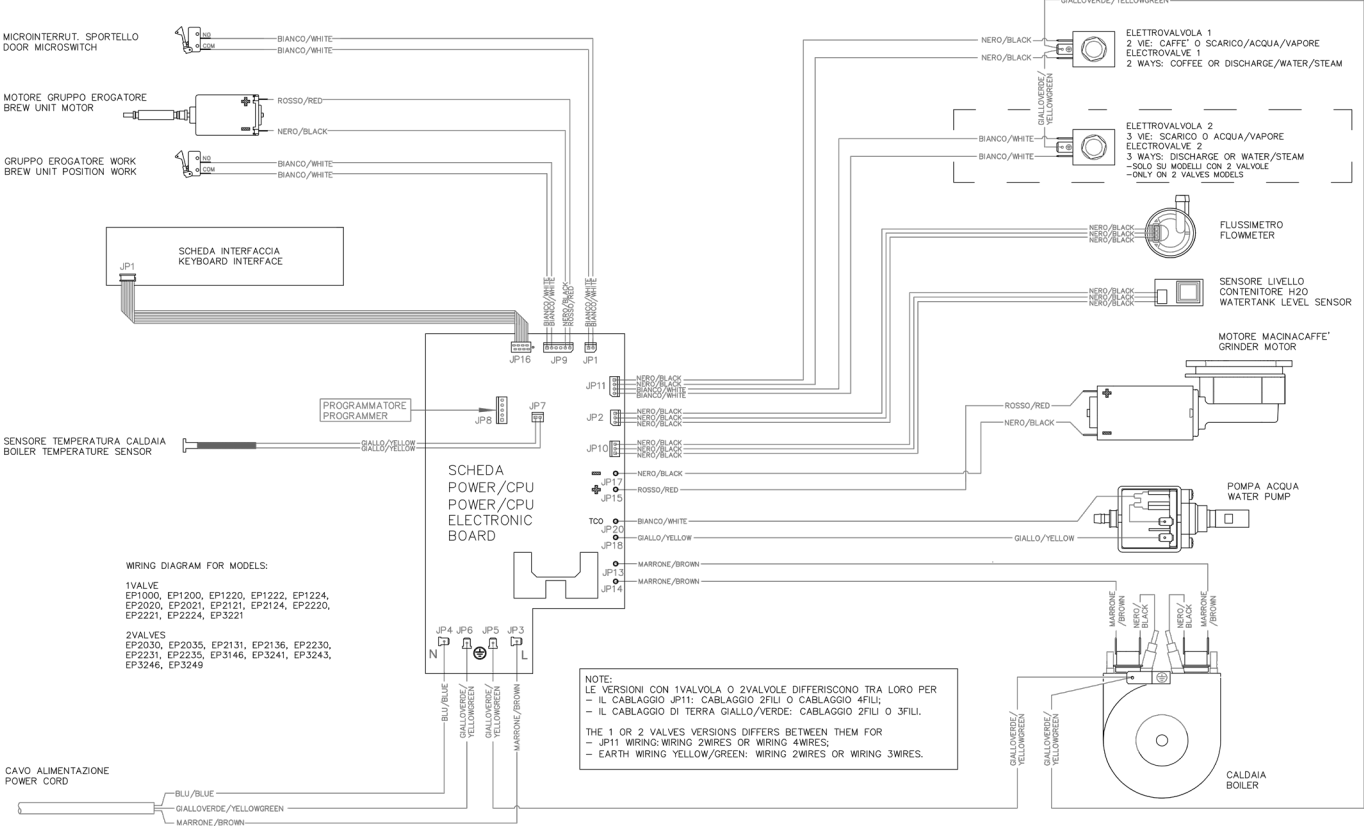 GIALLOVERDE/YELLOWGREEN
MICROINTERRUT. SPORTELLO
DOOR MICROSWITCH
NO
COM
BIANCO/WHITE
BIANCO/WHITE
MOTORE GRUPPO EROGATORE
BREW UNIT MOTOR
ROSSO/RED
NERO/BLACK
GRUPPO EROGATORE WORK
BREW UNIT POSITION WORK
NO
COM
BIANCO/WHITE
BIANCO/WHITE
NERO/BLACK
NERO/BLACK
ELETTROVALVOLA 1
2 VIE: CAFFE' O SCARICO/ACQUA/VAPORE
ELECTROVALVE 1
2 WAYS: COFFEE OR DISCHARGE/WATER/STEAM
GIALLOVERDE/
YELLOWGREEN
BIANCO/WHITE
BIANCO/WHITE
ELETTROVALVOLA 2
3 VIE: SCARICO O ACQUA/VAPORE
ELECTROVALVE 2
3 WAYS: DISCHARGE OR WATER/STEAM
-SOLO SU MODELLI CON 2 VALVOLE
-ONLY ON 2 VALVES MODELS
NERO/BLACK
NERO/BLACK
NERO/BLACK
FLUSSIMETRO
FLOWMETER
SCHEDA INTERFACCIA
KEYBOARD INTERFACE
JP1
NERO/BLACK
NERO/BLACK
NERO/BLACK
SENSORE LIVELLO
CONTENITORE H2O
WATERTANK LEVEL SENSOR
BIANCO/WHITE
BIANCO/WHITE
NERO/BLACK
ROSSO/RED
BIANCO/WHITE
BIANCO/WHITE
JP16
JP9
JP1
MOTORE MACINACAFFE'
GRINDER MOTOR
JP11
NERO/BLACK
NERO/BLACK
BIANCO/WHITE
BIANCO/WHITE
PROGRAMMATORE
PROGRAMMER
JP8
JP7
JP2
NERO/BLACK
NERO/BLACK
NERO/BLACK
ROSSO/RED
NERO/BLACK
SENSORE TEMPERATURA CALDAIA
BOILER TEMPERATURE SENSOR
GIALLO/YELLOW
GIALLO/YELLOW
JP10
NERO/BLACK
NERO/BLACK
NERO/BLACK
SCHEDA
POWER/CPU
POWER/CPU
ELECTRONIC
BOARD
NERO/BLACK
JP17
ROSSO/RED
JP15
TCO
BIANCO/WHITE
JP20
GIALLO/YELLOW
JP18
GIALLO/YELLOW
POMPA ACQUA
WATER PUMP
MARRONE/BROWN
JP13
MARRONE/BROWN
JP14
WIRING DIAGRAM FOR MODELS:
1VALVE
EP1000, EP1200, EP1220, EP1222, EP1224,
EP2020, EP2021, EP2121, EP2124, EP2220,
EP2221, EP2224, EP3221
2VALVES
EP2030, EP2035, EP2131, EP2136, EP2230,
EP2231, EP2235, EP3146, EP3241, EP3243,
EP3246, EP3249
MARRONE
/BROWN
NERO/
BLACK
NERO/
BLACK
MARRONE
/BROWN
JP4 JP6 JP5 JP3
N
L
BLU/BLUE
GIALLOVERDE/
YELLOWGREEN
GIALLOVERDE/
YELLOWGREEN
MARRONE/BROWN
NOTE:
LE VERSIONI CON 1VALVOLA O 2VALVOLE DIFFERISCONO TRA LORO PER
- IL CABLAGGIO JP11: CABLAGGIO 2FILI O CABLAGGIO 4FILI;
- IL CABLAGGIO DI TERRA GIALLO/VERDE: CABLAGGIO 2FILI O 3FILI.
THE 1 OR 2 VALVES VERSIONS DIFFERS BETWEEN THEM FOR
- JP11 WIRING: WIRING 2WIRES OR WIRING 4WIRES;
- EARTH WIRING YELLOW/GREEN: WIRING 2WIRES OR WIRING 3WIRES.
GIALLOVERDE/
YELLOWGREEN
GIALLOVERDE/
YELLOWGREEN
CALDAIA
BOILER
CAVO ALIMENTAZIONE
POWER CORD
BLU/BLUE
GIALLOVERDE/YELLOWGREEN
MARRONE/BROWN